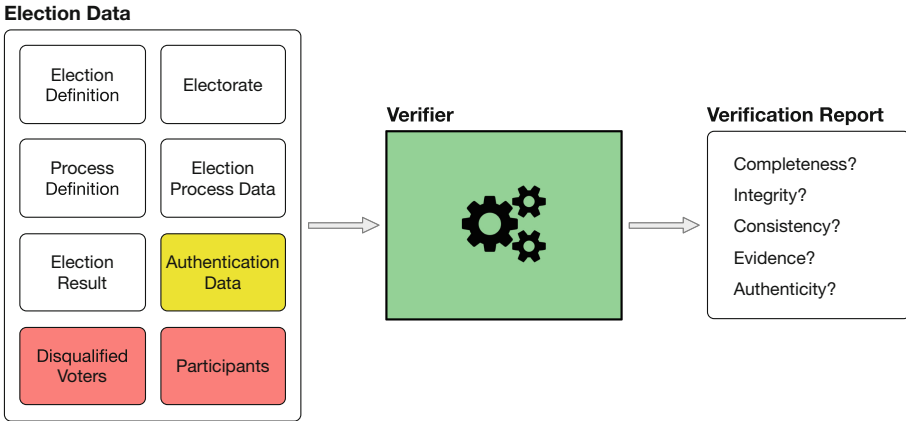 Election Data
Election
Definition
Electorate
Process
Definition
Election
Process Data
Election
Result
Authentication
Data
Disqualified
Voters
Participants
Verifier
Verification Report
Completeness?
Integrity?
Consistency?
Evidence?
Authenticity?